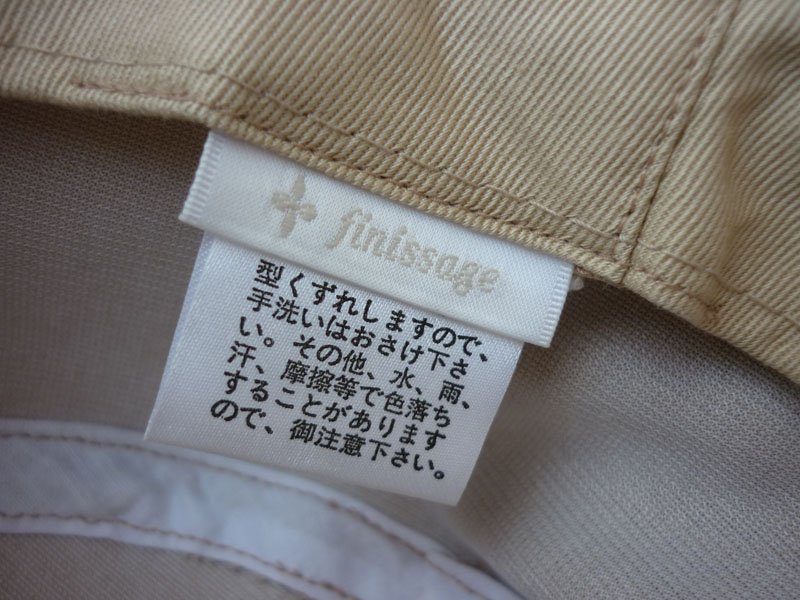 finissage
型くずれしますので、
手洗いはおさけ下さ
い。その他、水、雨、
汗、摩擦等で色落ち
することがあります
ので、御注意下さい。